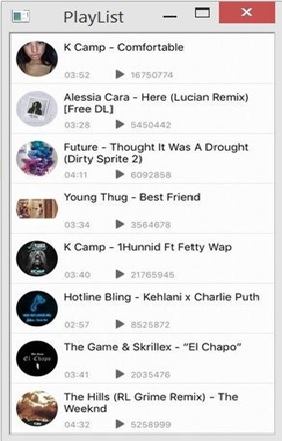 PlayList
K Camp - Comfortable
03:52 16750774
Alessia Cara - Here (Lucian Remix)
[Free DL]
03:28 5450442
Future - Thought It Was A Drought
(Dirty Sprite 2)
04:11 6092858
Young Thug - Best Friend
03:34 3564678
K Camp - 1Hunnid Ft Fetty Wap
03:40 21765945
Hotline Bling - Kehlani x Charlie Puth
02:57 8525872
The Game & Skrillex - “El Chapo”
El Chapo
03:41 2035476
The Hills (RL Grime Remix) - The
Weeknd
04:32 5258999